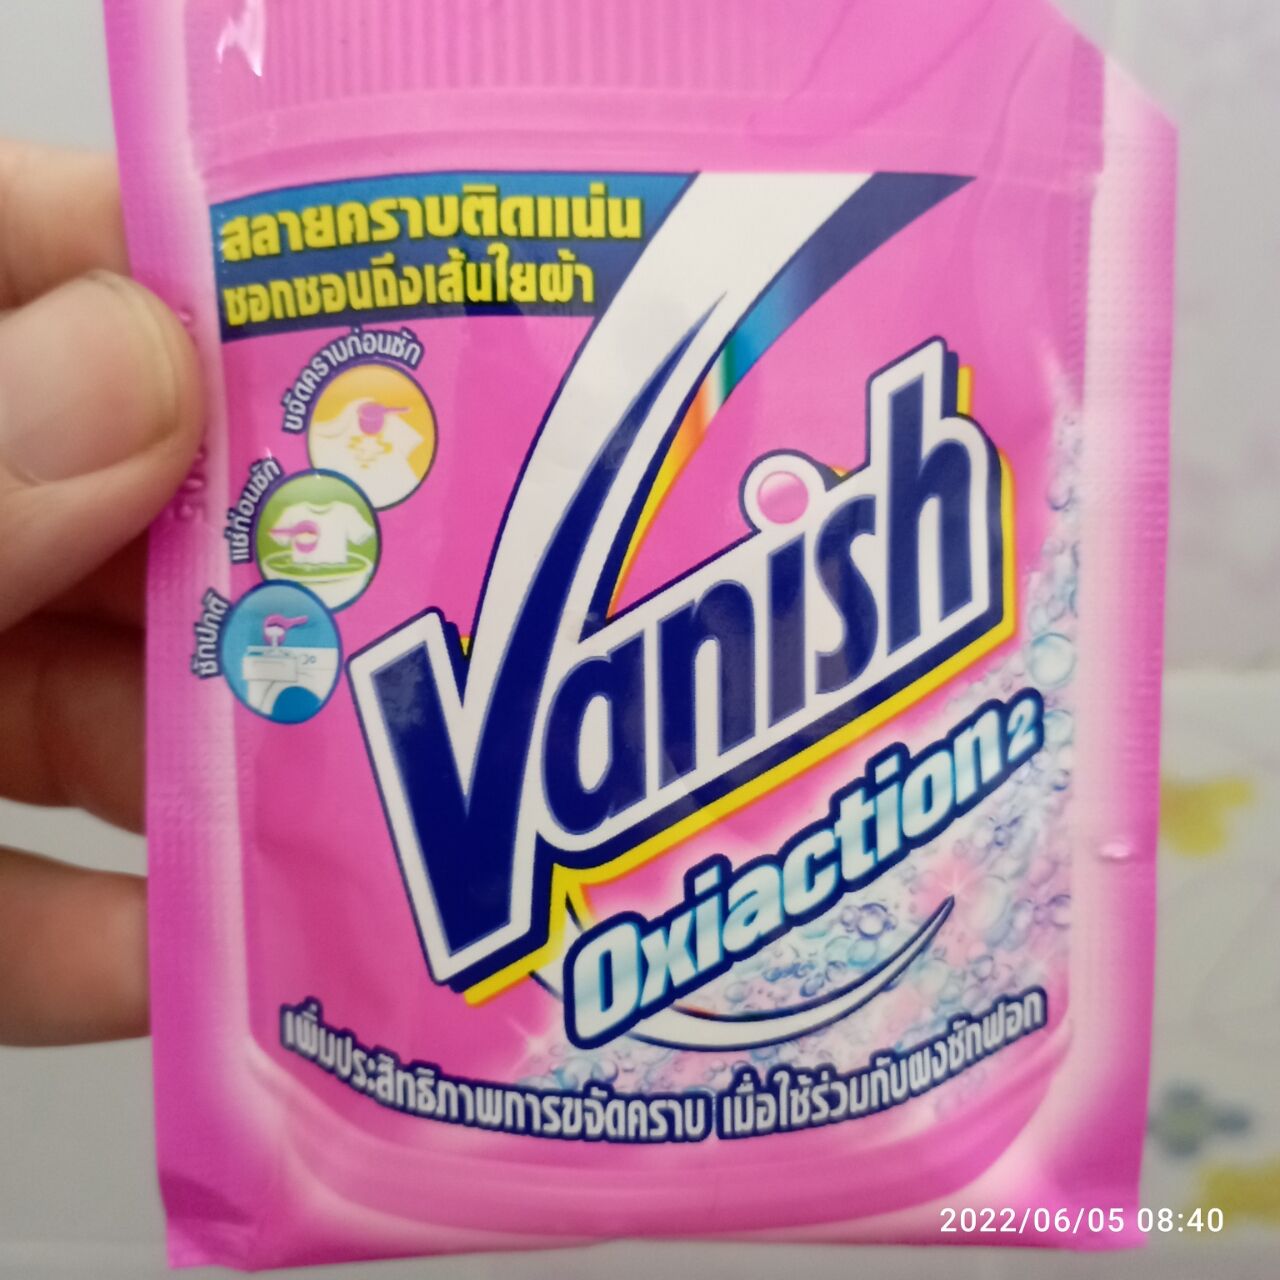 สลายคราบติดแน่น
ซอกซอนถึงเส้นใยผ้า
ขจัดคราบก่อนซัก
แช่ก่อนซัก
ซักปกติ
Vanish
Oxiaction2
เพิ่มประสิทธิภาพการขจัดคราบ เมื่อใช้ร่วมกับผงซักฟอก
2022/06/05 08:40